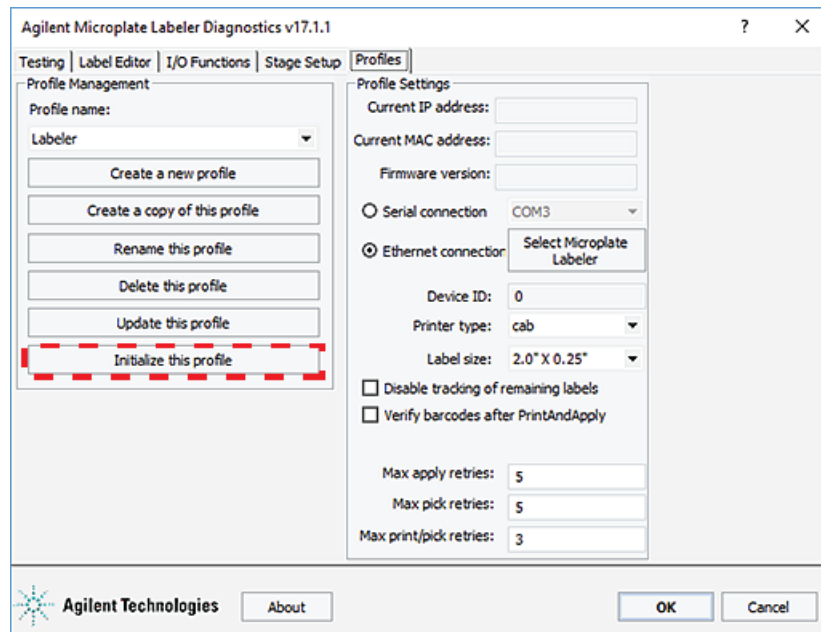 Agilent Microplate Labeler Diagnostics v17.1.1
?
Testing
Label Editor
I/O Functions
Stage Setup
Profiles
Profile Management
Profile name:
Labeler
Create a new profile
Create a copy of this profile
Rename this profile
Delete this profile
Update this profile
Initialize this profile
Profile Settings
Current IP address:
Current MAC address:
Firmware version:
Serial connection
COM3
Ethernet connection
Select Microplate
Labeler
Device ID:
0
Printer type:
cab
Label size:
2.0" X 0.25"
Disable tracking of remaining labels
Verify barcodes after PrintAndApply
Max apply retries:
5
Max pick retries:
5
Max print/pick retries:
3
Agilent Technologies
About
OK
Cancel